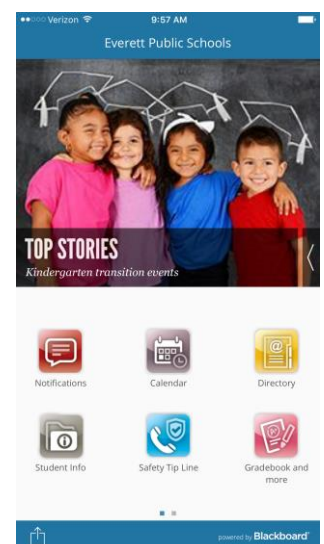 Verizon 9:57 AM
Everett Public Schools
TOP STORIES
Kindergarten transition events
Notifications Calendar Directory
Student Info Safety Tip Line Gradebook and
more
powered by Blackboard